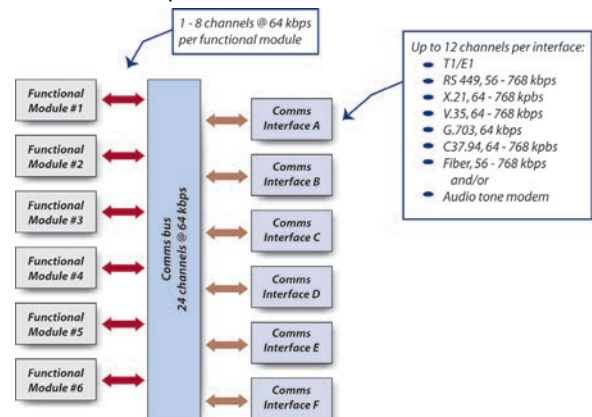 1 - 8 channels @ 64 kbps
per functional module
Up to 12 channels per interface:
T1/E1
RS 449, 56 - 768 kbps
X.21, 64 - 768 kbps
V.35, 64 - 768 kbps
G.703, 64 kbps
C37.94, 64 - 768 kbps
Fiber, 56 - 768 kbps
and/or
Audio tone modem
Functional
Module #1
Functional
Module #2
Functional
Module #3
Functional
Module #4
Functional
Module #5
Functional
Module #6
Comms bus
24 channels @ 64 kbps
Comms
Interface A
Comms
Interface B
Comms
Interface C
Comms
Interface D
Comms
Interface E
Comms
Interface F